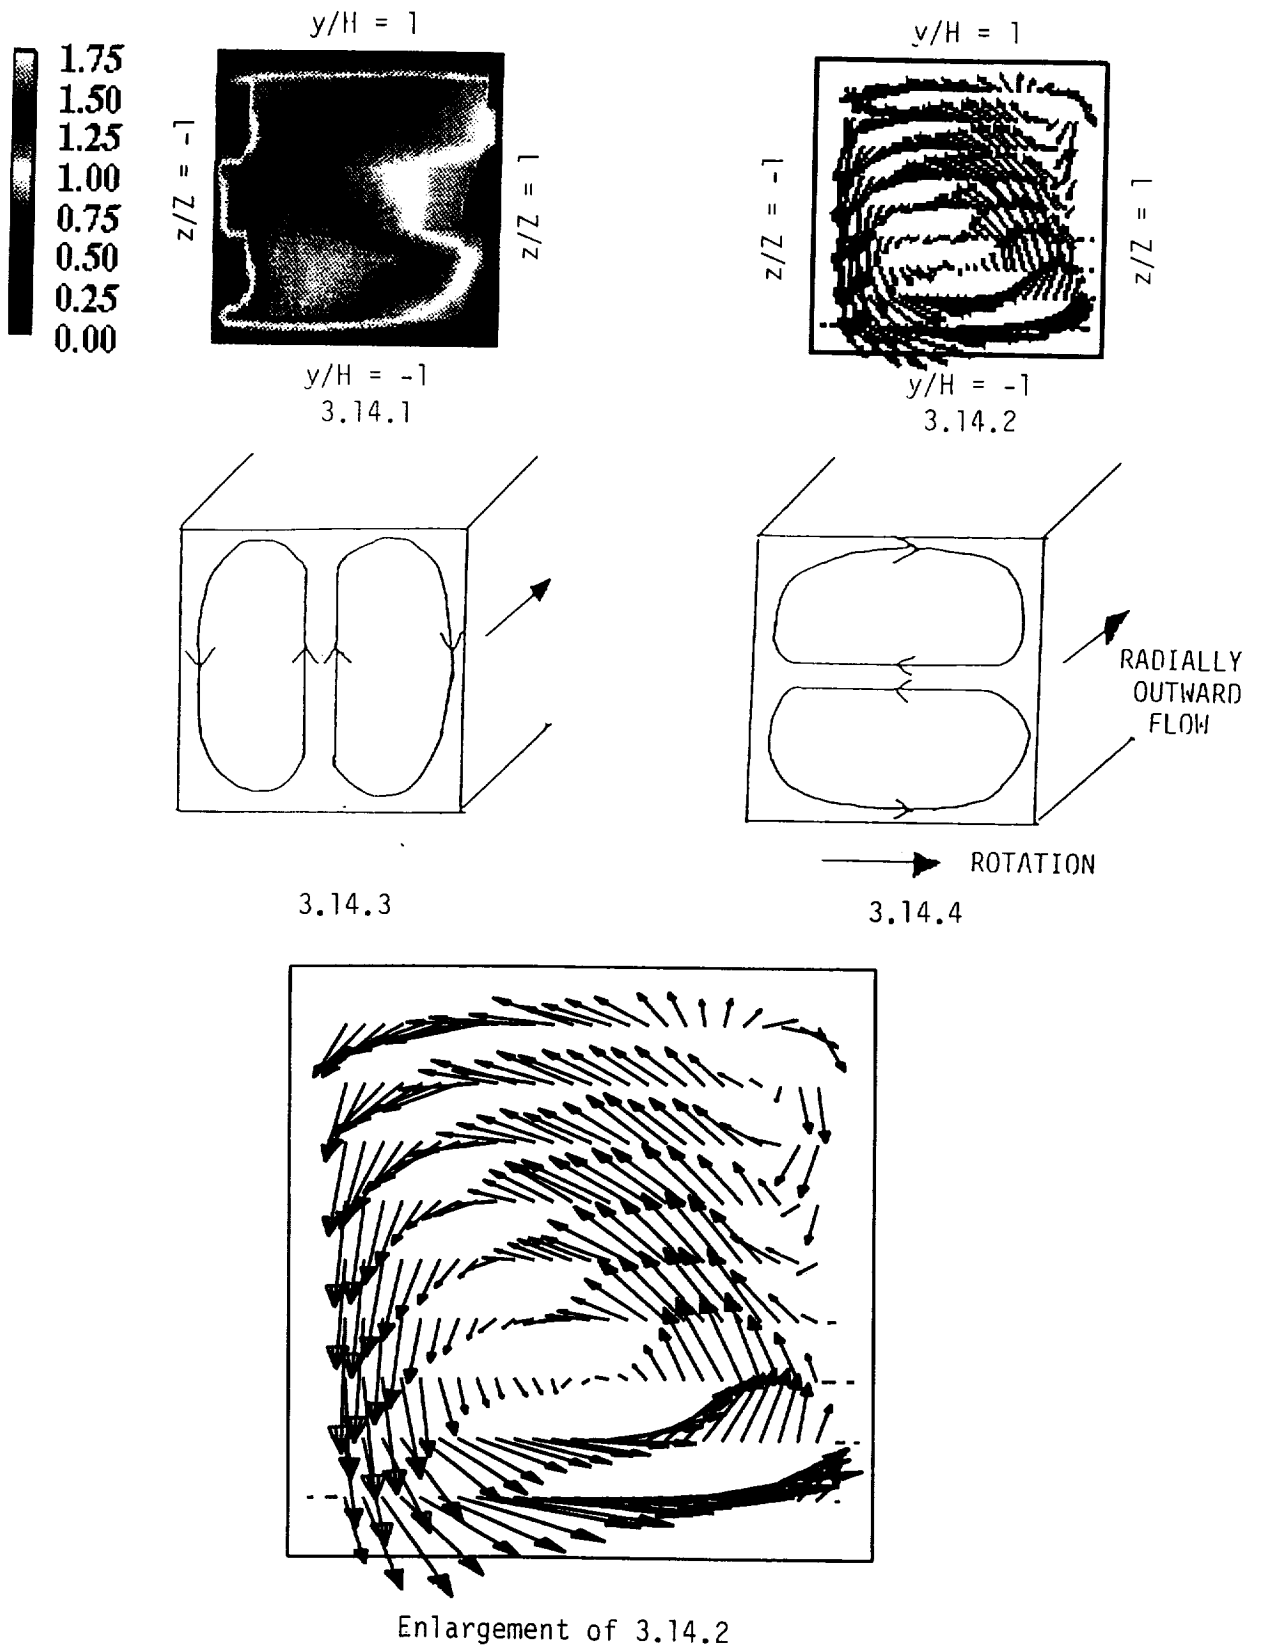 y/H = 1
1.75
1.50
1.25
1.00
0.75
0.50
0.25
0.00
z/Z = -1
z/Z = 1
y/H = -1
3.14.1
y/H = 1
z/Z = -1
z/Z = 1
y/H = -1
3.14.2
3.14.3
RADIALLY
OUTWARD
FLOW
ROTATION
3.14.4
Enlargement of 3.14.2